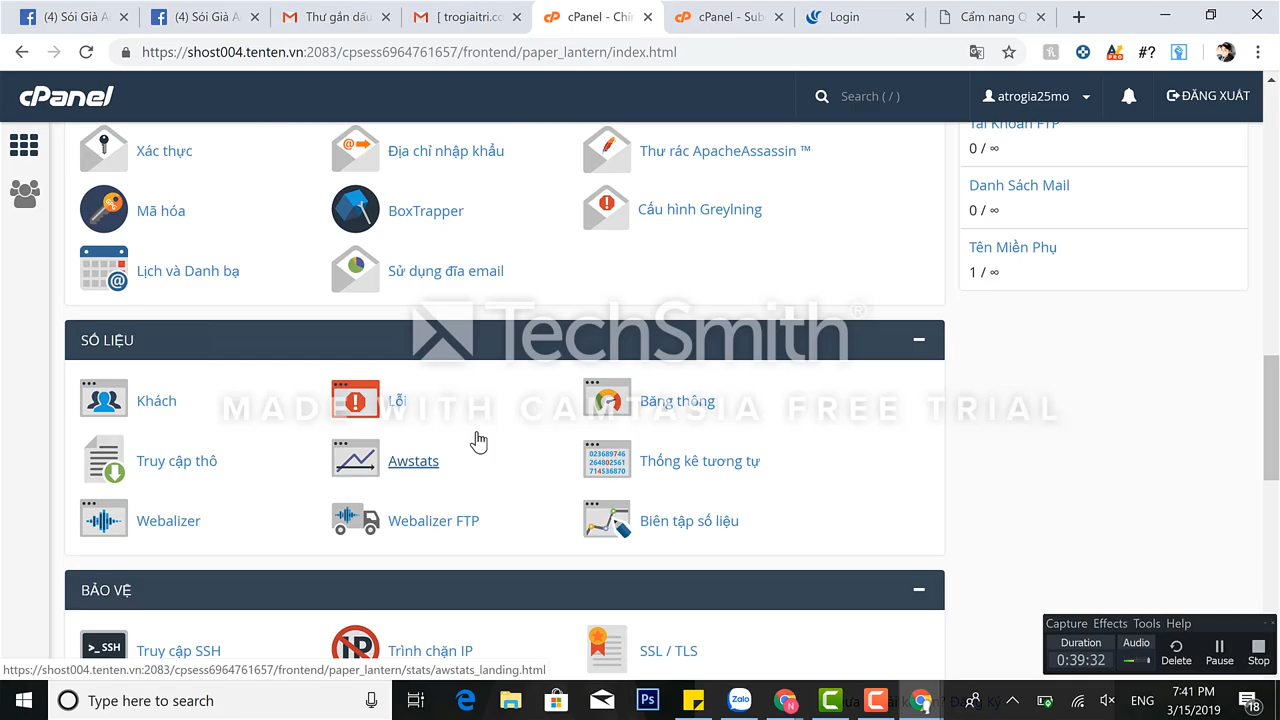 (4) Sói Già A
(4) Sói Già A
Thư gắn dấu
[ trogiaitri.co
cPanel - Chín
cPanel - Sub
Login
Cẩm nang Q
https://shost004.tenten.vn:2083/cpsess6964761657/frontend/paper_lantern/index.html
#?
cPanel
Search ( / )
atrogia25mo
ĐĂNG XUẤT
Tài Khoản FTP
0 / ∞
Danh Sách Mail
0 / ∞
Tên Miền Phụ
1 / ∞
Xác thực
Địa chỉ nhập khẩu
Thư rác ApacheAssassin ™
Mã hóa
BoxTrapper
Cấu hình Greylning
Lịch và Danh bạ
Sử dụng đĩa email
SỐ LIỆU
TechSmith®
MADE WITH CAMTASIA FREE TRIAL
Khách
Lỗi
Băng thông
Truy cập thô
Awstats
Thống kê tương tự
Webalizer
Webalizer FTP
Biên tập số liệu
BẢO VỆ
>_SSH
Truy cập SSH
IP
Trình chặn IP
SSL / TLS
https://shost004.tenten.vn:2083/cpsess6964761657/frontend/paper_lantern/stats/awstats_landing.html
Capture Effects Tools Help
Duration
0:39:32
Audio
Delete
Pause
Stop
Type here to search
Ps
Zalo
ENG
7:41 PM
3/15/2019
18